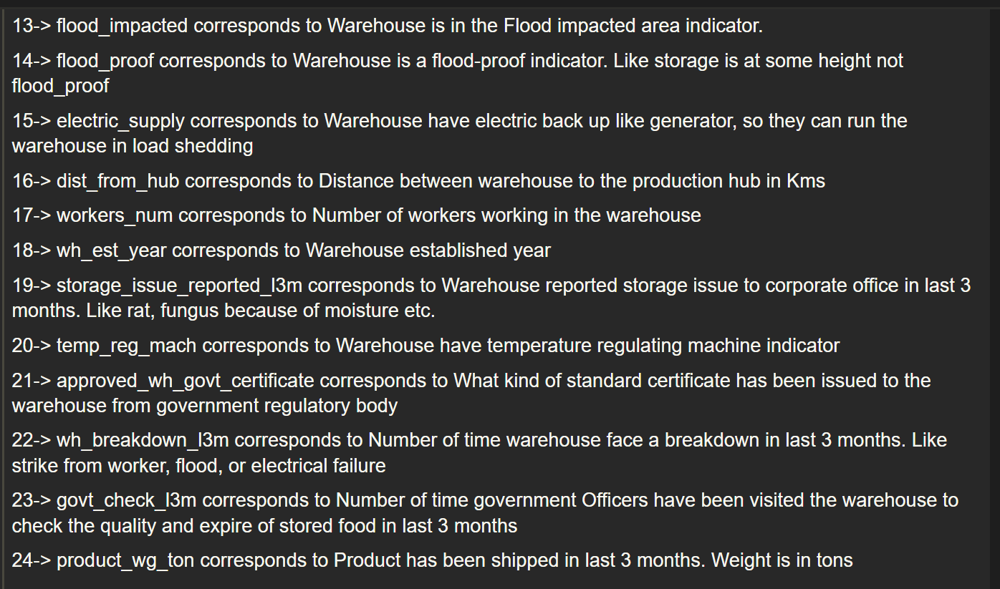 13-> flood_impacted corresponds to Warehouse is in the Flood impacted area indicator.
14-> flood_proof corresponds to Warehouse is a flood-proof indicator. Like storage is at some height not
flood_proof
15-> electric_supply corresponds to Warehouse have electric back up like generator, so they can run the
warehouse in load shedding
16-> dist_from_hub corresponds to Distance between warehouse to the production hub in Kms
17-> workers_num corresponds to Number of workers working in the warehouse
18-> wh_est_year corresponds to Warehouse established year
19-> storage_issue_reported_l3m corresponds to Warehouse reported storage issue to corporate office in last 3
months. Like rat, fungus because of moisture etc.
20-> temp_reg_mach corresponds to Warehouse have temperature regulating machine indicator
21-> approved_wh_govt_certificate corresponds to What kind of standard certificate has been issued to the
warehouse from government regulatory body
22-> wh_breakdown_l3m corresponds to Number of time warehouse face a breakdown in last 3 months. Like
strike from worker, flood, or electrical failure
23-> govt_check_l3m corresponds to Number of time government Officers have been visited the warehouse to
check the quality and expire of stored food in last 3 months
24-> product_wg_ton corresponds to Product has been shipped in last 3 months. Weight is in tons